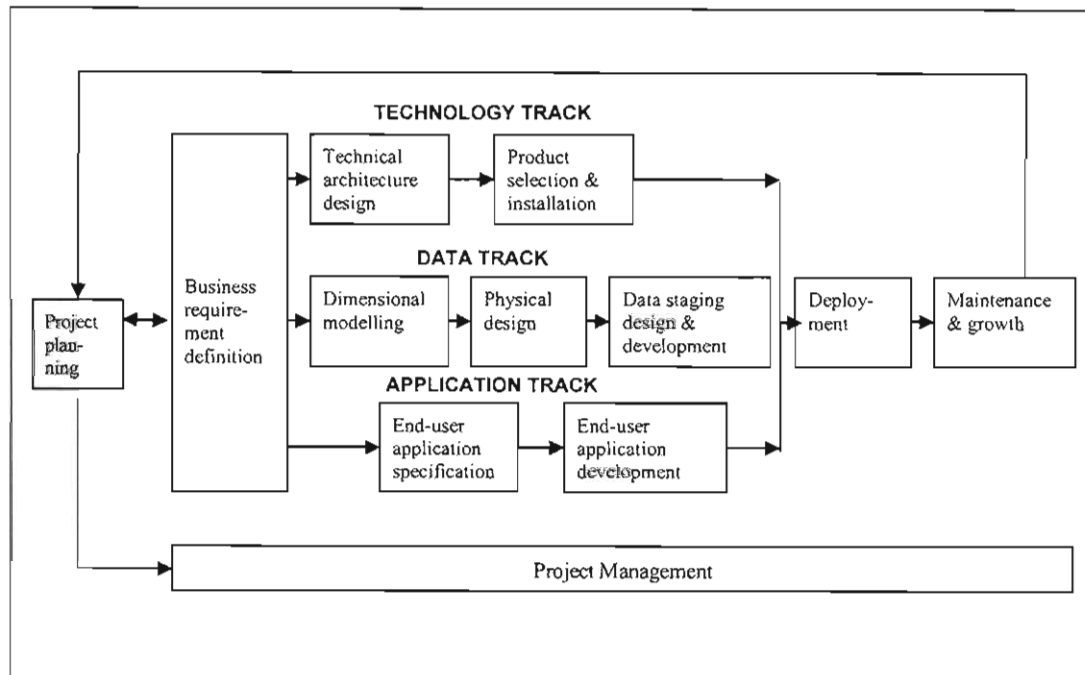 TECHNOLOGY TRACK
Technical
architecture
design
Product
selection &
installation
DATA TRACK
Project
plan-
ning
Business
require-
ment
definition
Dimensional
modelling
Physical
design
Data staging
design &
development
Deploy-
ment
Maintenance
& growth
APPLICATION TRACK
End-user
application
specification
End-user
application
development
Project Management